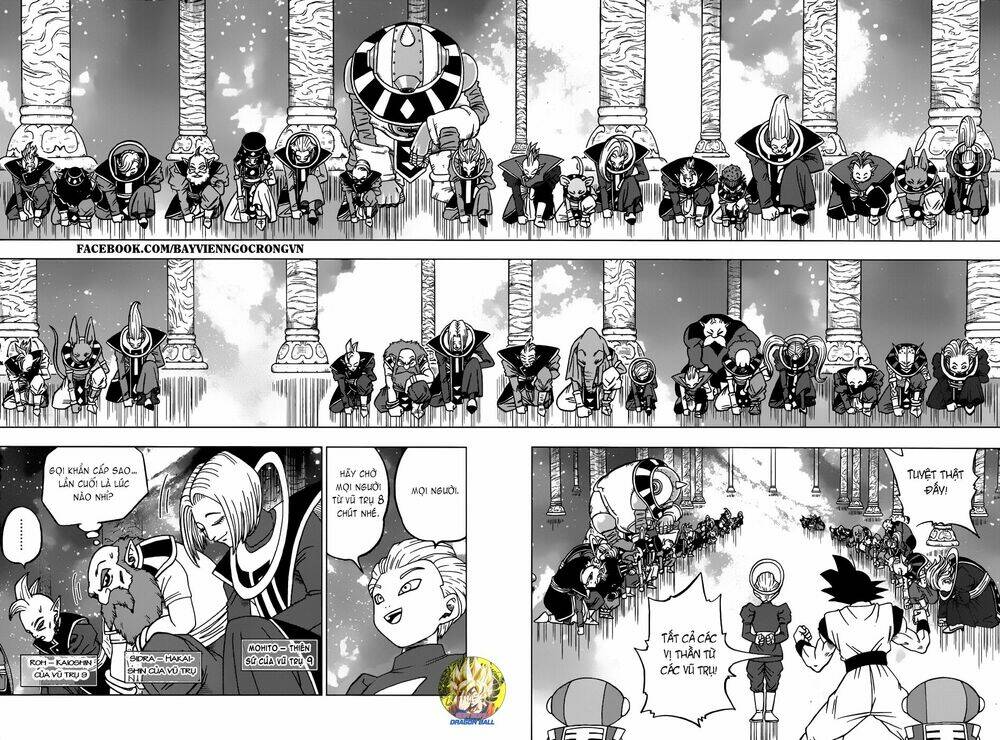 FACEBOOK.COM/BAYVIENNGOCRONGVN
TUYỆT THẬT
ĐẤY!
TẤT CẢ CÁC
VỊ THẦN TỪ
CÁC VŨ TRỤ!
MỌI NGƯỜI.
HÃY CHỜ
MỌI NGƯỜI
TỪ VŨ TRỤ 8
CHÚT NHÉ.
GỌI KHẨN CẤP SAO...
LẦN CUỐI LÀ LÚC
NÀO NHỈ?
.........
MOHITO – THIÊN
SỨ CỦA VŨ TRỤ 9
SIDRA – HAKAI-
SHIN CỦA VŨ TRỤ
ROH – KAIOSHIN
CỦA VŨ TRỤ 9
DRAGON BALL